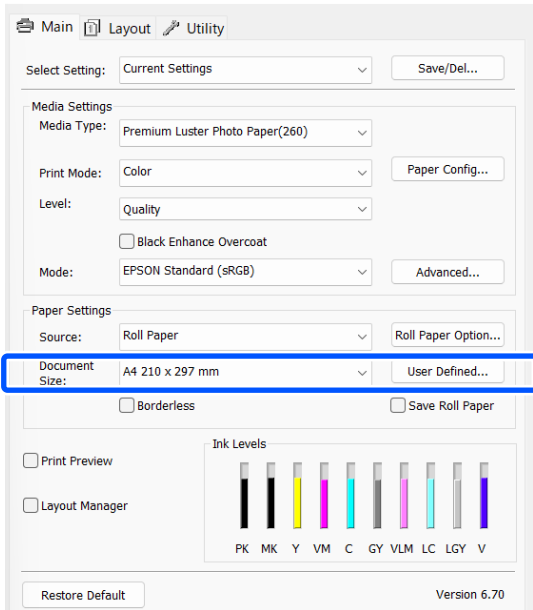 Main Layout Utility
Select Setting: Current Settings Save/Del...
Media Settings
Media Type: Premium Luster Photo Paper(260)
Print Mode: Color Paper Config...
Level: Quality
Black Enhance Overcoat
Mode: EPSON Standard (sRGB) Advanced...
Paper Settings
Source: Roll Paper Roll Paper Option...
Document
Size: A4 210 x 297 mm User Defined...
Borderless Save Roll Paper
Ink Levels
Print Preview
Layout Manager
PK MK Y VM C GY VLM LC LGY V
Restore Default Version 6.70